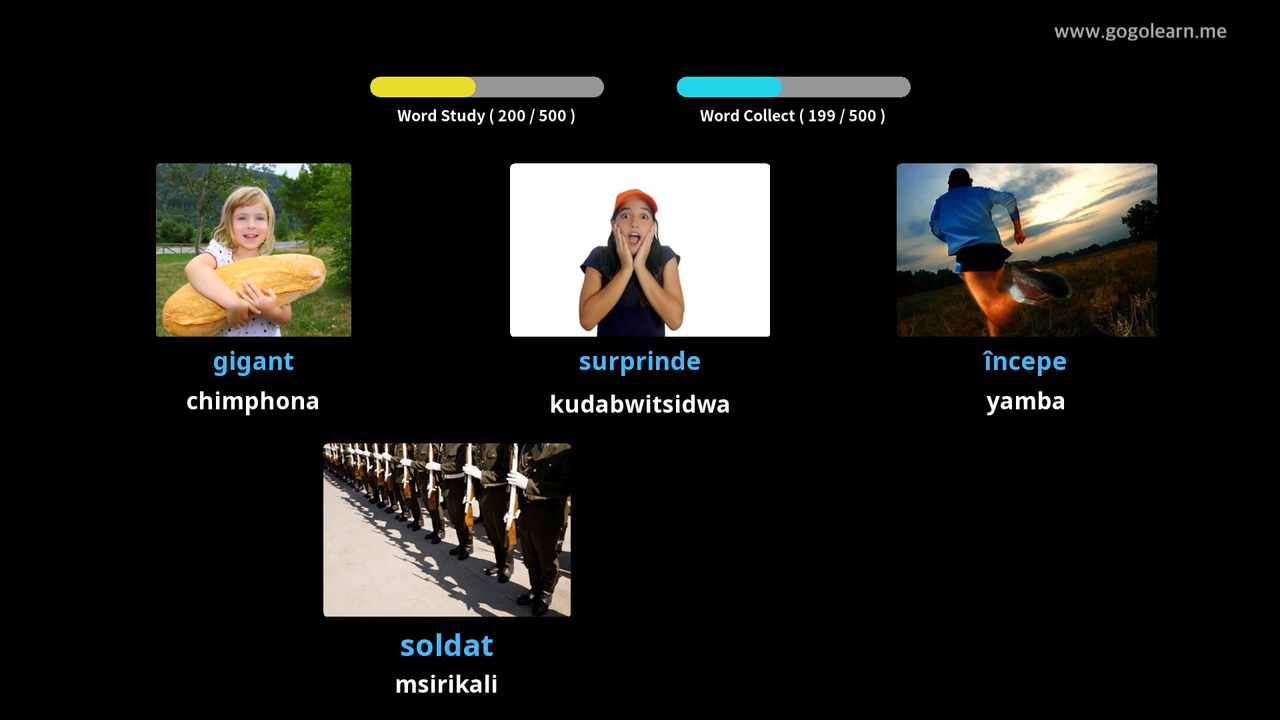 www.gogolearn.me
Word Study ( 200 / 500 )
Word Collect ( 199 / 500 )
gigant
chimphona
surprinde
kudabwitsidwa
începe
yamba
soldat
msirikali